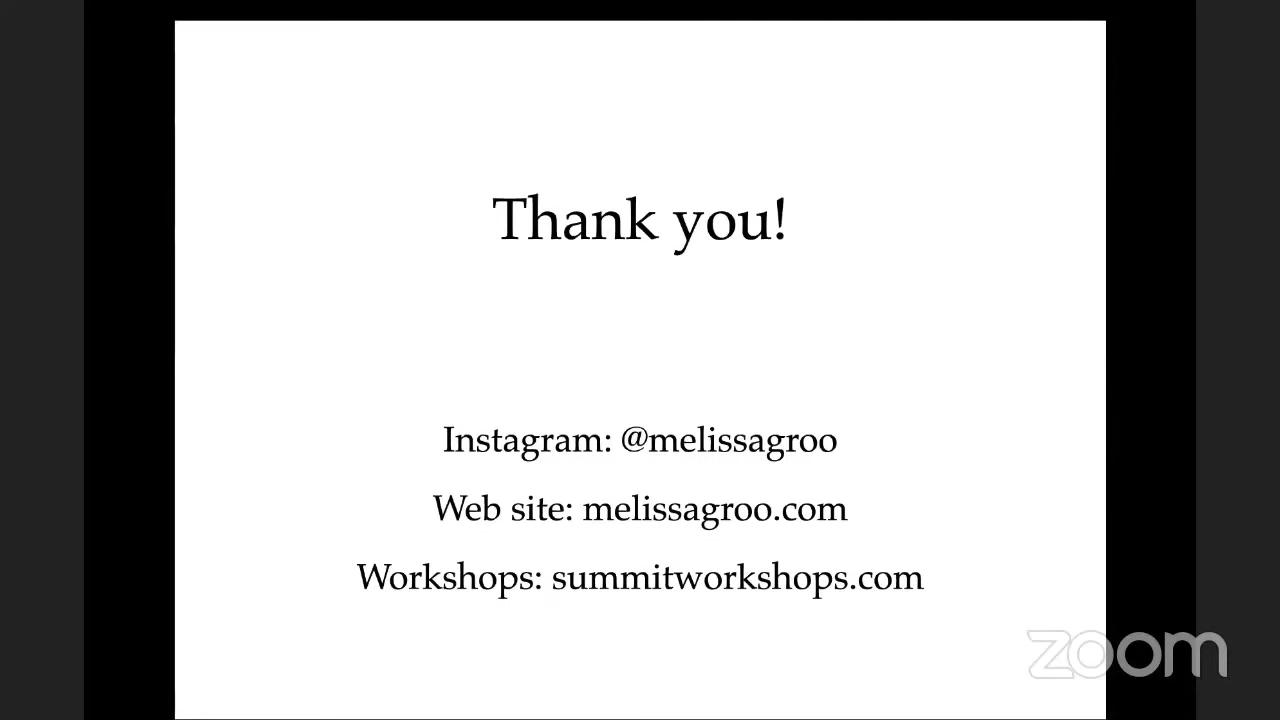 Thank you!
Instagram: @melissagroo
Web site: melissagroo.com
Workshops: summitworkshops.com
zoom